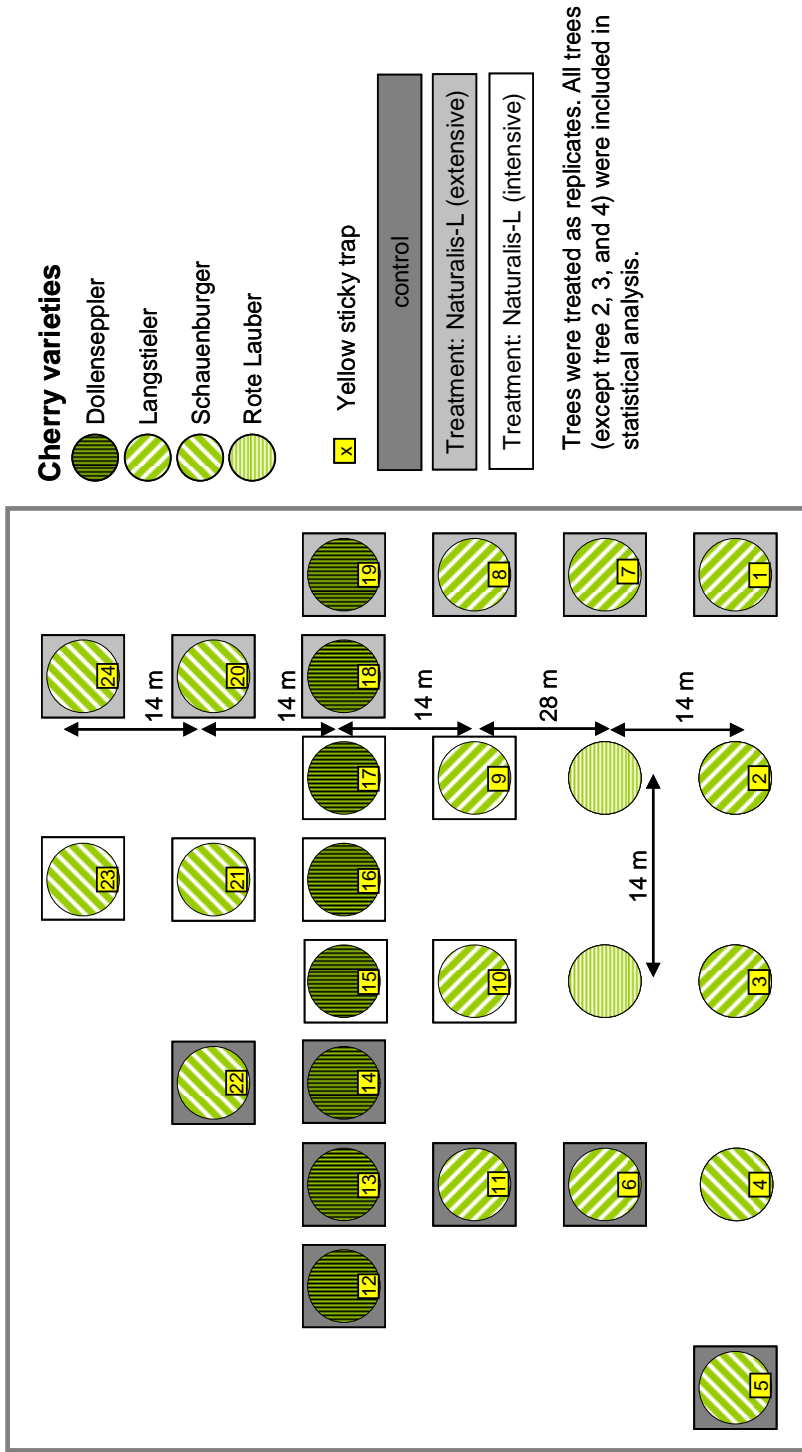 23
24
14 m
22
21
20
14 m
12
13
14
15
16
17
18
19
14 m
11
10
9
8
28 m
6
7
14 m
14 m
5
4
3
2
1
Cherry varieties
Dollenseppler
Langstieler
Schauenburger
Rote Lauber
x Yellow sticky trap
control
Treatment: Naturalis-L (extensive)
Treatment: Naturalis-L (intensive)
Trees were treated as replicates. All trees
(except tree 2, 3, and 4) were included in
statistical analysis.